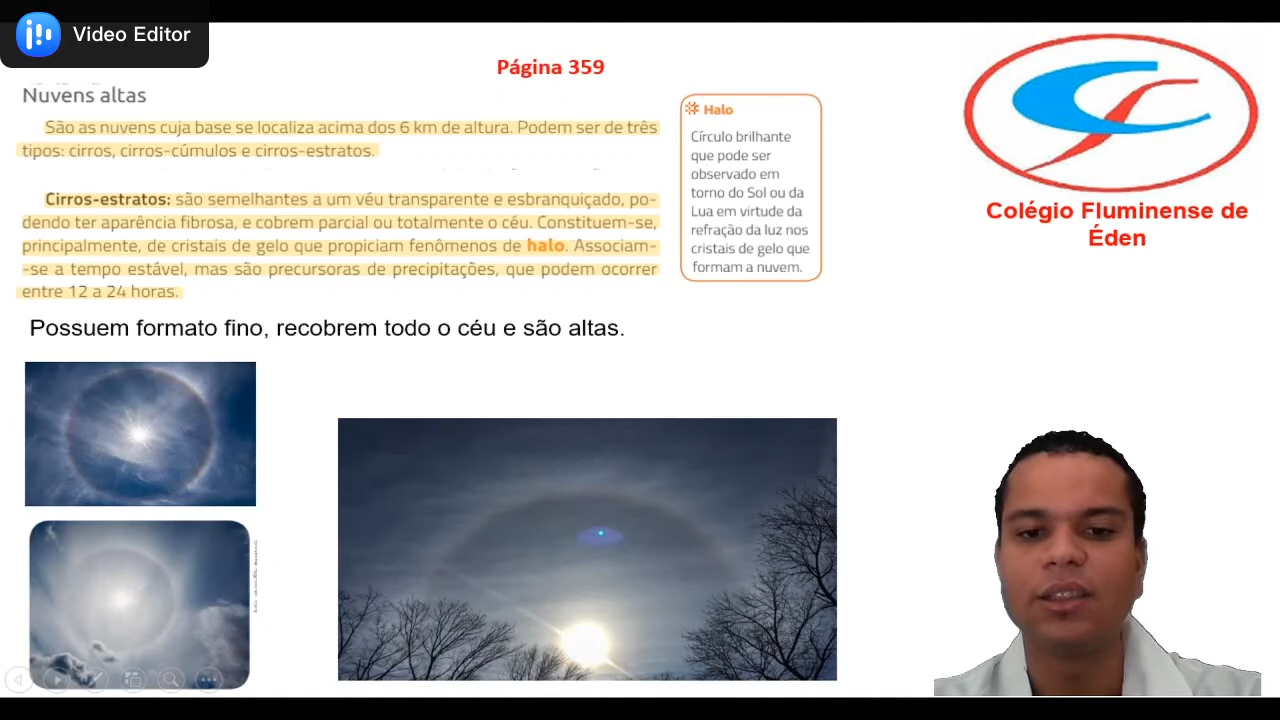 Video Editor
Página 359
Nuvens altas
São as nuvens cuja base se localiza acima dos 6 km de altura. Podem ser de três
tipos: cirros, cirros-cúmulos e cirros-estratos.
Cirros-estratos: são semelhantes a um véu transparente e esbranquiçado, po-
dendo ter aparência fibrosa, e cobrem parcial ou totalmente o céu. Constituem-se,
principalmente, de cristais de gelo que propiciam fenômenos de halo. Associam-
-se a tempo estável, mas são precursoras de precipitações, que podem ocorrer
entre 12 a 24 horas.
Halo
Círculo brilhante
que pode ser
observado em
torno do Sol ou da
Lua em virtude da
refração da luz nos
cristais de gelo que
formam a nuvem.
Colégio Fluminense de
Éden
Possuem formato fino, recobrem todo o céu e são altas.